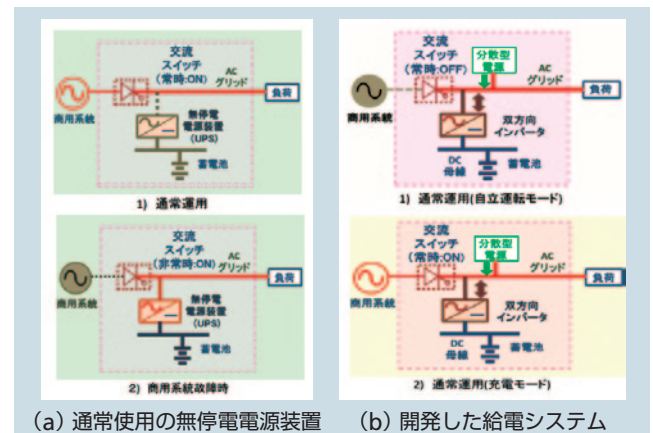 交流
スイッチ
(常時:ON)
AC
グリッド
負荷
商用系統
無停電
電源装置
(UPS)
蓄電池
1) 通常運用
交流
スイッチ
(非常時:ON)
AC
グリッド
負荷
商用系統
無停電
電源装置
(UPS)
蓄電池
2) 商用系統故障時
(a) 通常使用の無停電電源装置
交流
スイッチ
(常時:OFF)
分散型
電源
AC
グリッド
負荷
商用系統
双方向
インバータ
DC
母線
蓄電池
1) 通常運用(自立運転モード)
交流
スイッチ
(常時:ON)
分散型
電源
AC
グリッド
負荷
商用系統
双方向
インバータ
DC
母線
蓄電池
2) 通常運用(充電モード)
(b) 開発した給電システム